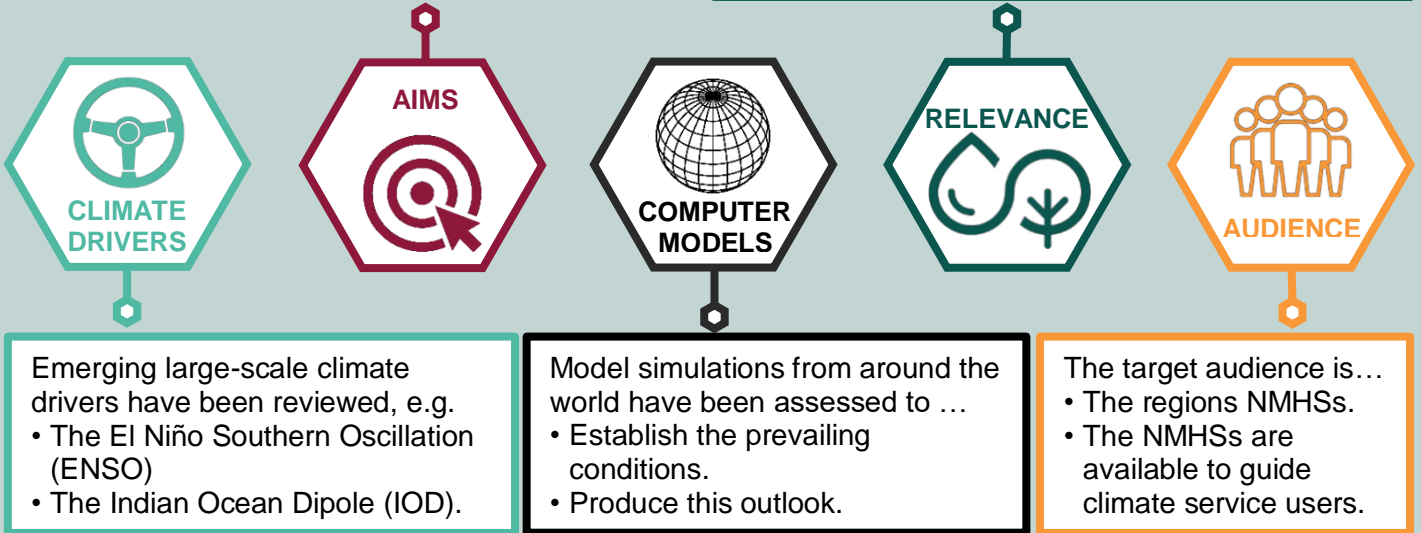 CLIMATE
DRIVERS
AIMS
COMPUTER
MODELS
RELEVANCE
AUDIENCE
Emerging large-scale climate
drivers have been reviewed, e.g.
• The El Niño Southern Oscillation
(ENSO)
• The Indian Ocean Dipole (IOD).
Model simulations from around the
world have been assessed to …
• Establish the prevailing
conditions.
• Produce this outlook.
The target audience is…
• The regions NMHSs.
• The NMHSs are
available to guide
climate service users.